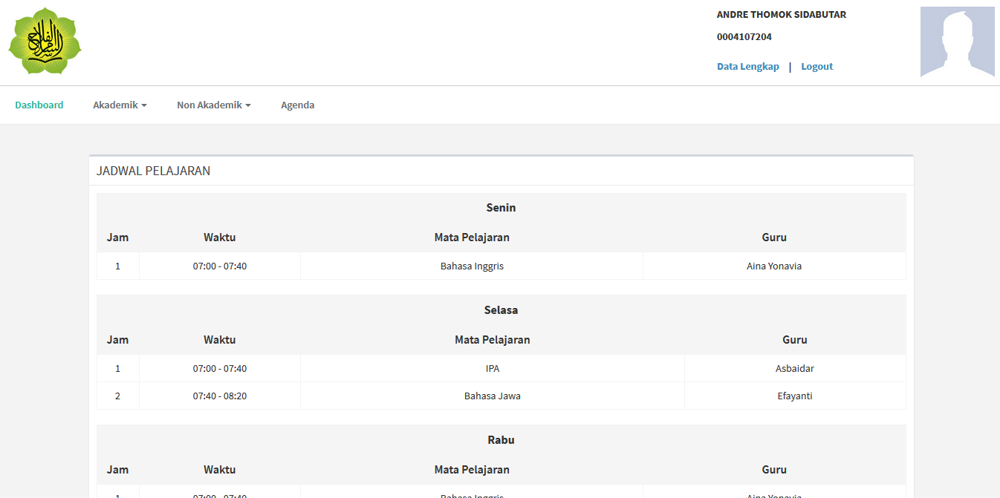 ANDRE THOMOK SIDABUTAR
0004107204
Data Lengkap | Logout
Dashboard Akademik Non Akademik Agenda
JADWAL PELAJARAN
Senin
Jam Waktu Mata Pelajaran Guru
1 07:00 - 07:40 Bahasa Inggris Aina Yonavia
Selasa
Jam Waktu Mata Pelajaran Guru
1 07:00 - 07:40 IPA Asbaidar
2 07:40 - 08:20 Bahasa Jawa Efayanti
Rabu
Jam Waktu Mata Pelajaran Guru
1 07:00 - 07:40 Bahasa Inggris Aina Yonavia